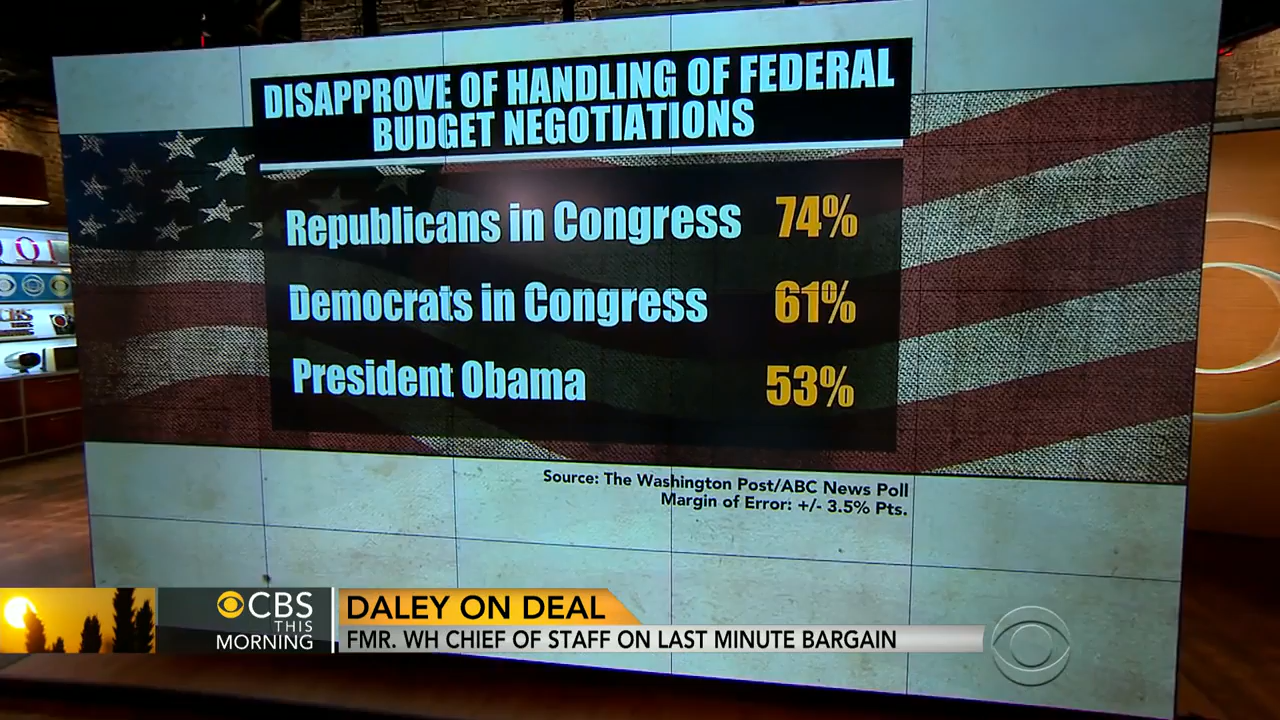 DISAPPROVE OF HANDLING OF FEDERAL
BUDGET NEGOTIATIONS
Republicans in Congress 74%
Democrats in Congress 61%
President Obama 53%
Source: The Washington Post/ABC News Poll
Margin of Error: +/- 3.5% Pts.
CBS
THIS
MORNING
DALEY ON DEAL
FMR. WH CHIEF OF STAFF ON LAST MINUTE BARGAIN
CBS